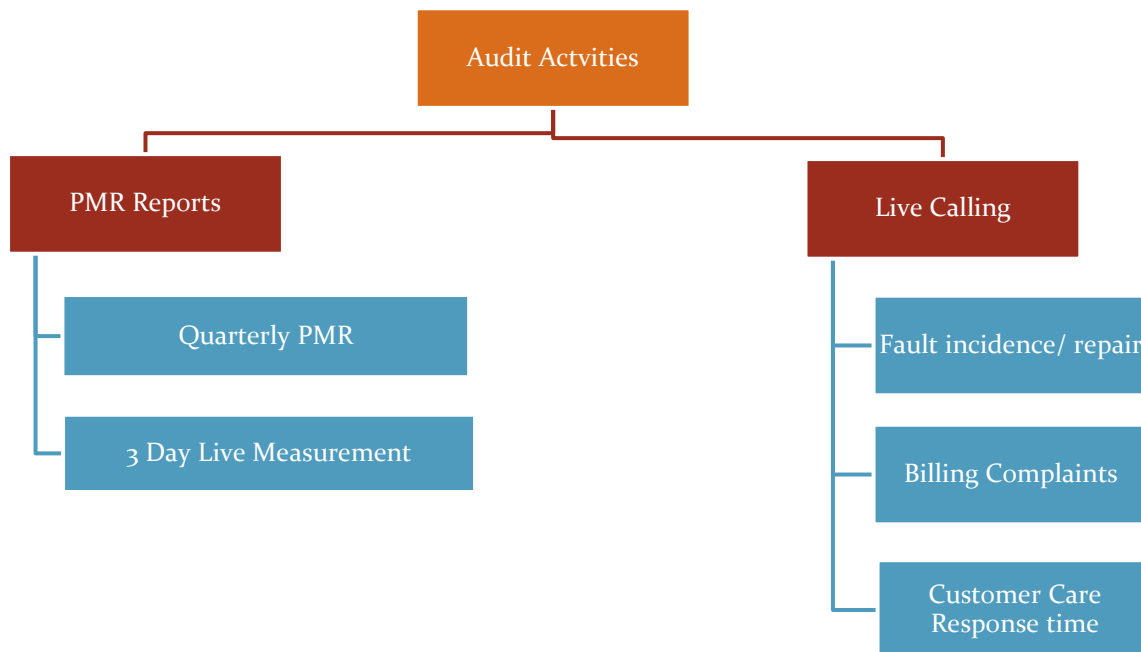 Audit Actvities
PMR Reports
Quarterly PMR
3 Day Live Measurement
Live Calling
Fault incidence/ repair
Billing Complaints
Customer Care
Response time